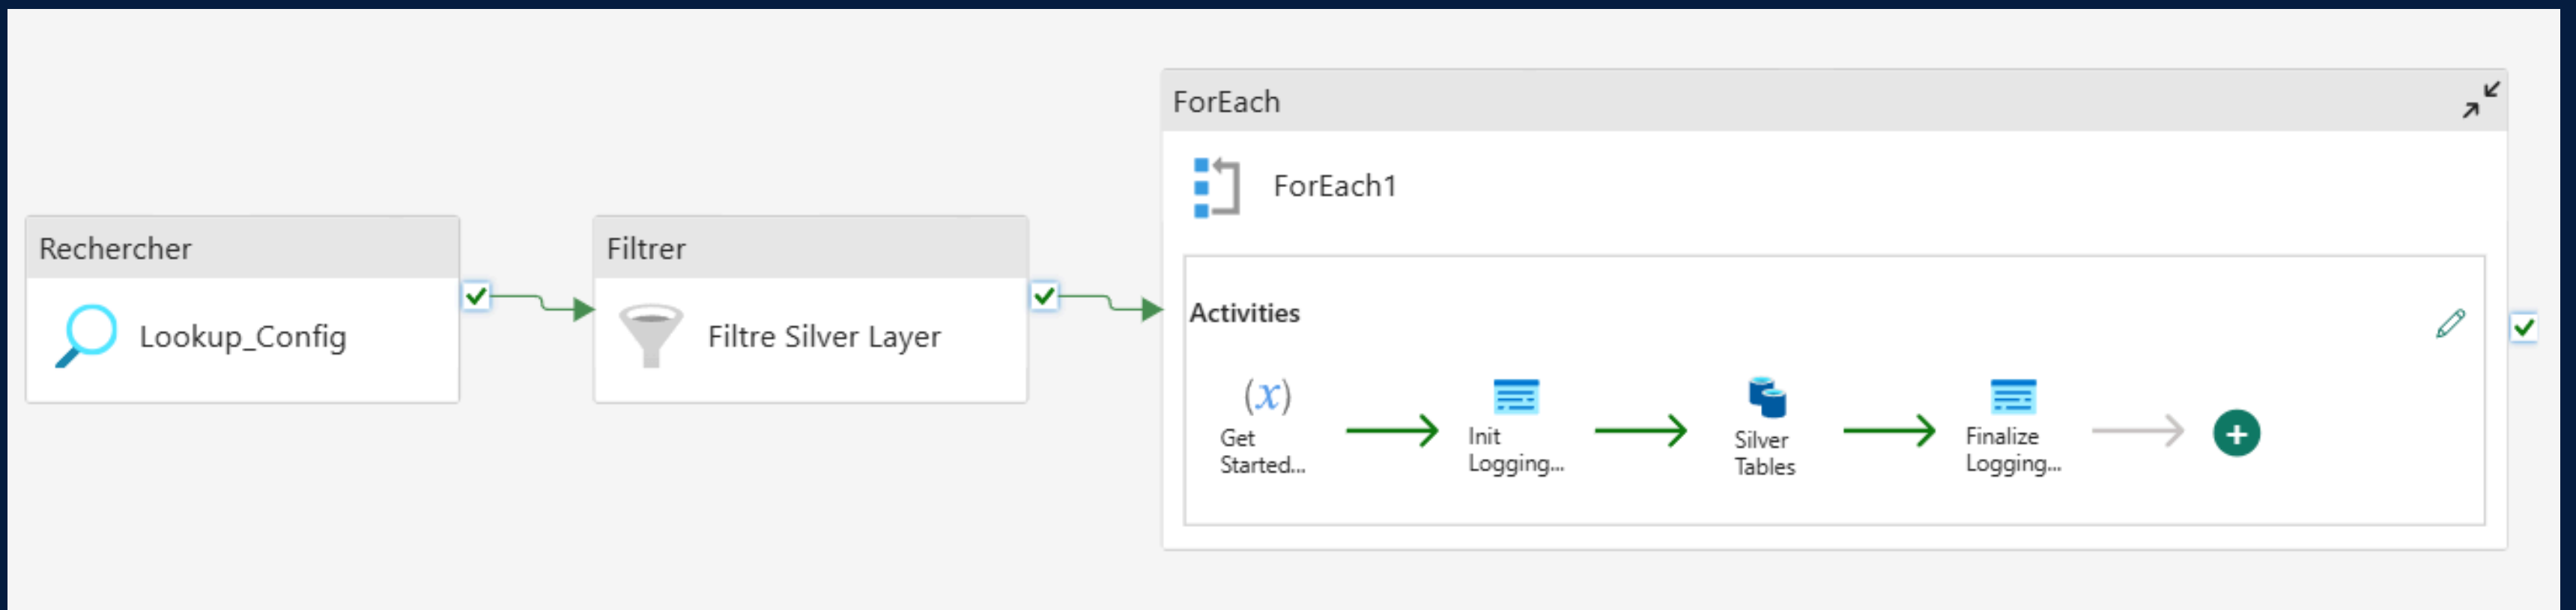 Rechercher
Lookup_Config
Filtrer
Filtre Silver Layer
ForEach
ForEach1
Activities
Get
Started...
Init
Logging...
Silver
Tables
Finalize
Logging...